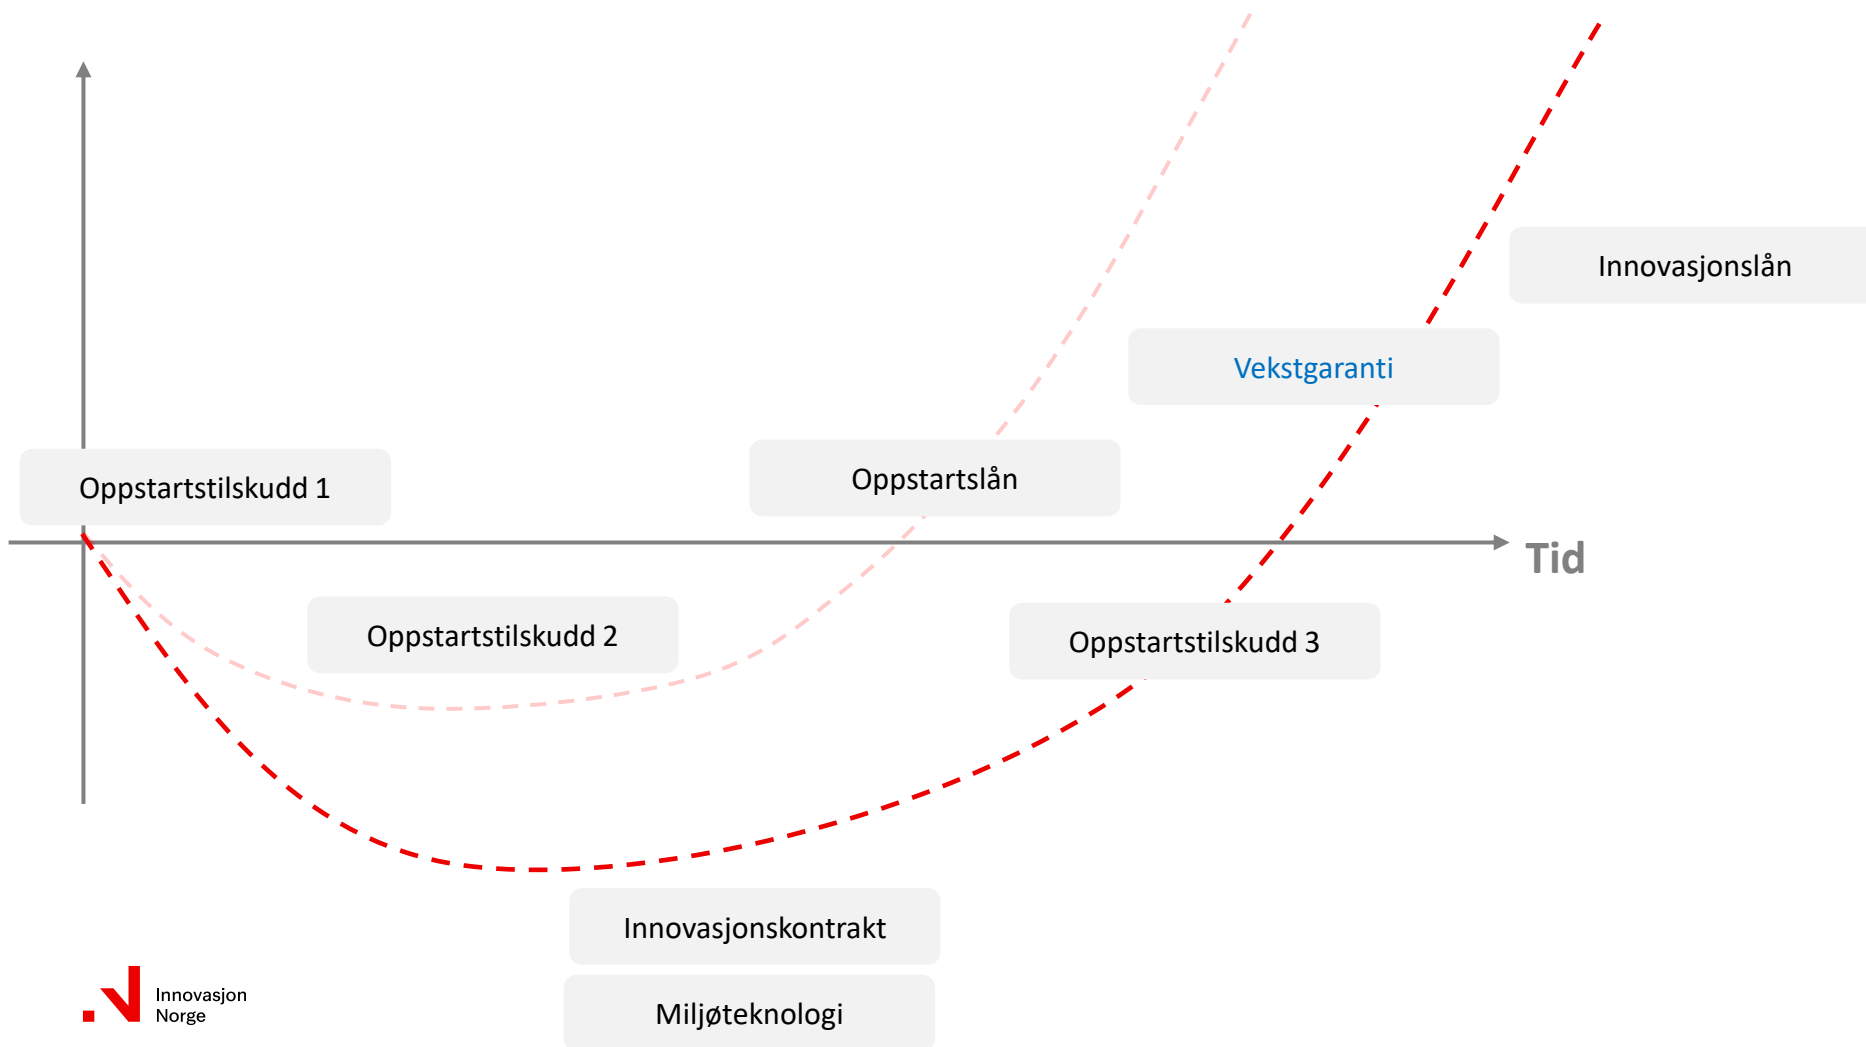 Innovasjonslån
Vekstgaranti
Oppstartslån
Oppstartstilskudd 1
Tid
Oppstartstilskudd 2
Oppstartstilskudd 3
Innovasjonskontrakt
Miljøteknologi
Innovasjon
Norge